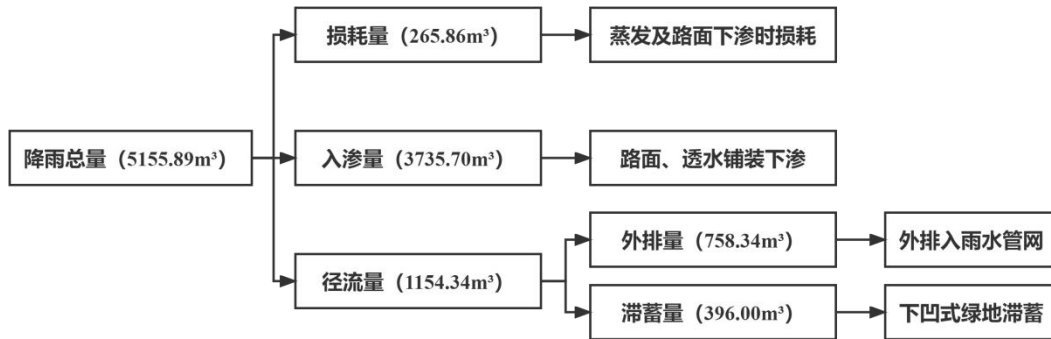 损耗量（265.86m³）
蒸发及路面下渗时损耗
降雨总量（5155.89m³）
入渗量（3735.70m³）
路面、透水铺装下渗
径流量（1154.34m³）
外排量（758.34m³）
外排入雨水管网
滞蓄量（396.00m³）
下凹式绿地滞蓄